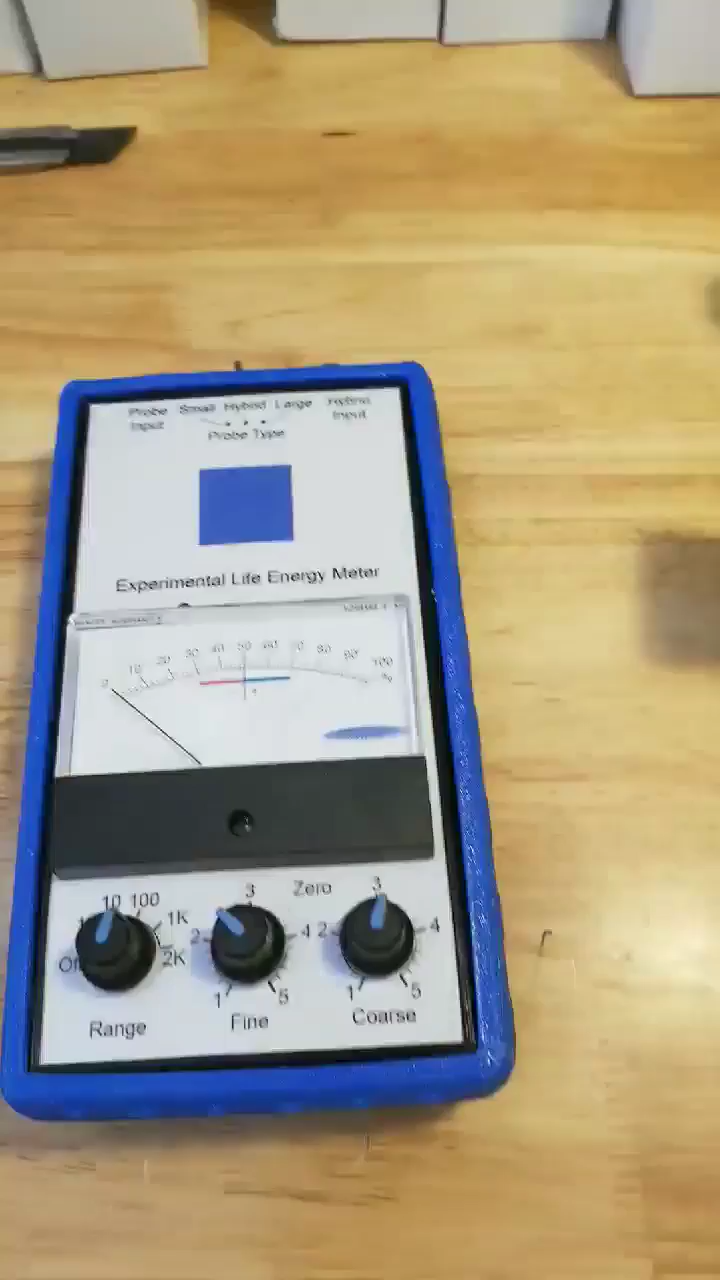 Probe Small Hybrid Large Hybrid
Input Input
Probe Type
Experimental Life Energy Meter
0 10 20 30 40 50 60 70 80 90 100
%
1 10 100 1K 2K
Off
Range
Zero
1 2 3 4 5
Fine
1 2 3 4 5
Coarse